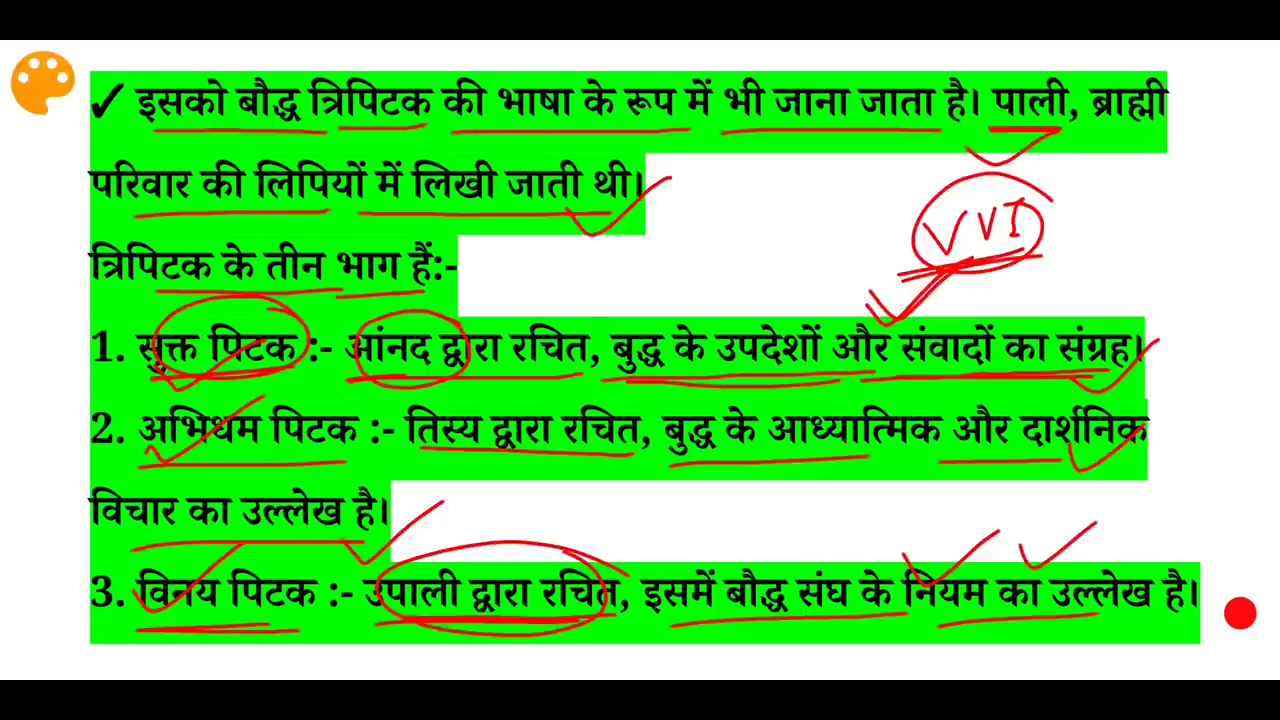 ✓ इसको बौद्ध त्रिपिटक की भाषा के रूप में भी जाना जाता है। पाली, ब्राह्मी
परिवार की लिपियों में लिखी जाती थी।
VVI
त्रिपिटक के तीन भाग हैं:-
1. सुक्त पिटक :- आंनद द्वारा रचित, बुद्ध के उपदेशों और संवादों का संग्रह।
2. अभिधम पिटक :- तिस्य द्वारा रचित, बुद्ध के आध्यात्मिक और दार्शनिक
विचार का उल्लेख है।
3. विनय पिटक :- उपाली द्वारा रचित, इसमें बौद्ध संघ के नियम का उल्लेख है।